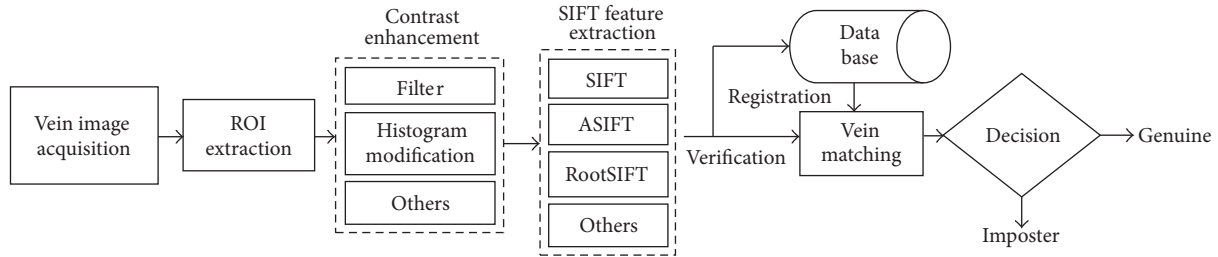 Vein image
acquisition
ROI
extraction
Contrast
enhancement
Filter
Histogram
modification
Others
SIFT feature
extraction
SIFT
ASIFT
RootSIFT
Others
Registration
Verification
Data
base
Vein
matching
Decision
Genuine
Imposter